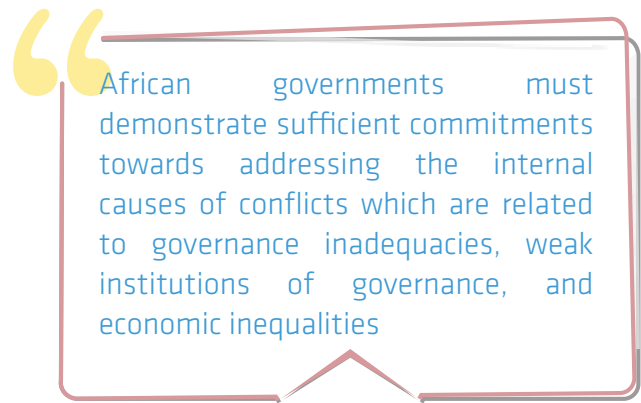 African governments must
demonstrate sufficient commitments
towards addressing the internal
causes of conflicts which are related
to governance inadequacies, weak
institutions of governance, and
economic inequalities